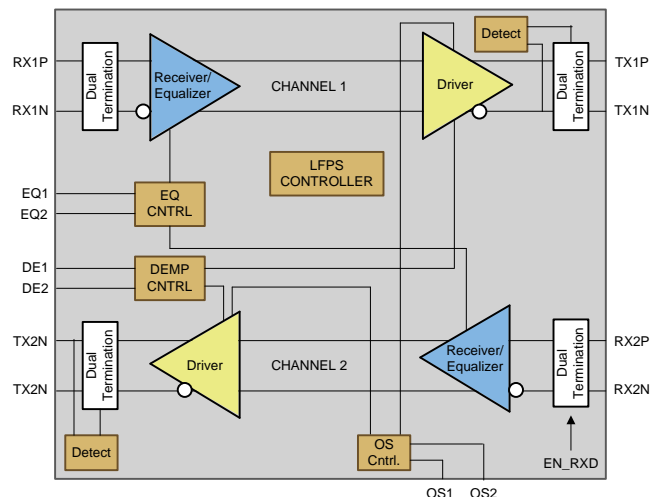 Detect
RX1P
Dual
Termination
Receiver/
Equalizer
CHANNEL 1
Driver
Dual
Termination
TX1P
RX1N
TX1N
LFPS
CONTROLLER
EQ1
EQ2
EQ
CNTRL
DE1
DE2
DEMP
CNTRL
TX2N
Dual
Termination
Driver
CHANNEL 2
Receiver/
Equalizer
Dual
Termination
RX2P
TX2N
RX2N
Detect
OS
Cntrl.
EN_RXD
OS1
OS2